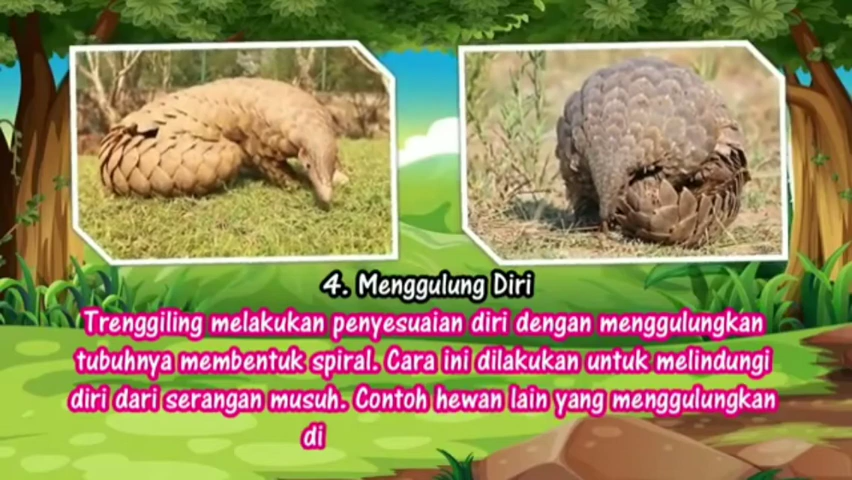 4. Menggulung Diri
Trenggiling melakukan penyesuaian diri dengan menggulungkan
tubuhnya membentuk spiral. Cara ini dilakukan untuk melindungi
diri dari serangan musuh. Contoh hewan lain yang menggulungkan
di